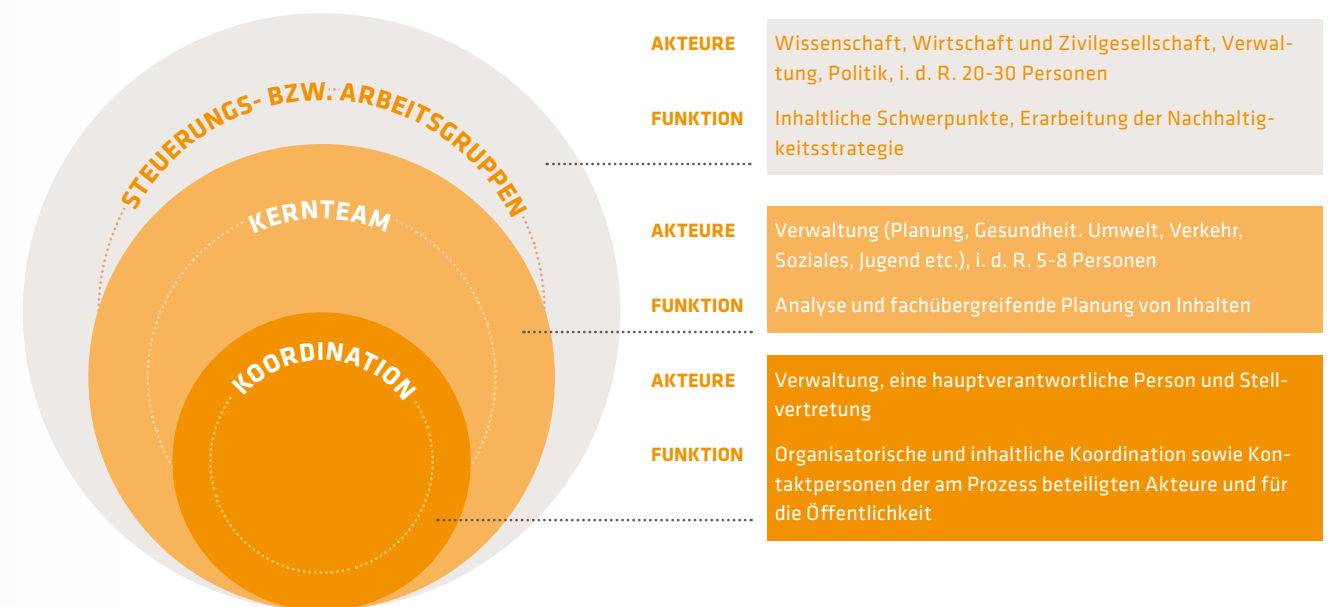 STEUERUNGS- BZW. ARBEITSGRUPPEN
AKTEURE
Wissenschaft, Wirtschaft und Zivilgesellschaft, Verwal-
tung, Politik, i. d. R. 20-30 Personen
FUNKTION
Inhaltliche Schwerpunkte, Erarbeitung der Nachhaltig-
keitsstrategie
KERNTEAM
AKTEURE
Verwaltung (Planung, Gesundheit. Umwelt, Verkehr,
Soziales, Jugend etc.), i. d. R. 5-8 Personen
FUNKTION
Analyse und fachübergreifende Planung von Inhalten
KOORDINATION
AKTEURE
Verwaltung, eine hauptverantwortliche Person und Stell-
vertretung
FUNKTION
Organisatorische und inhaltliche Koordination sowie Kon-
taktpersonen der am Prozess beteiligten Akteure und für
die Öffentlichkeit